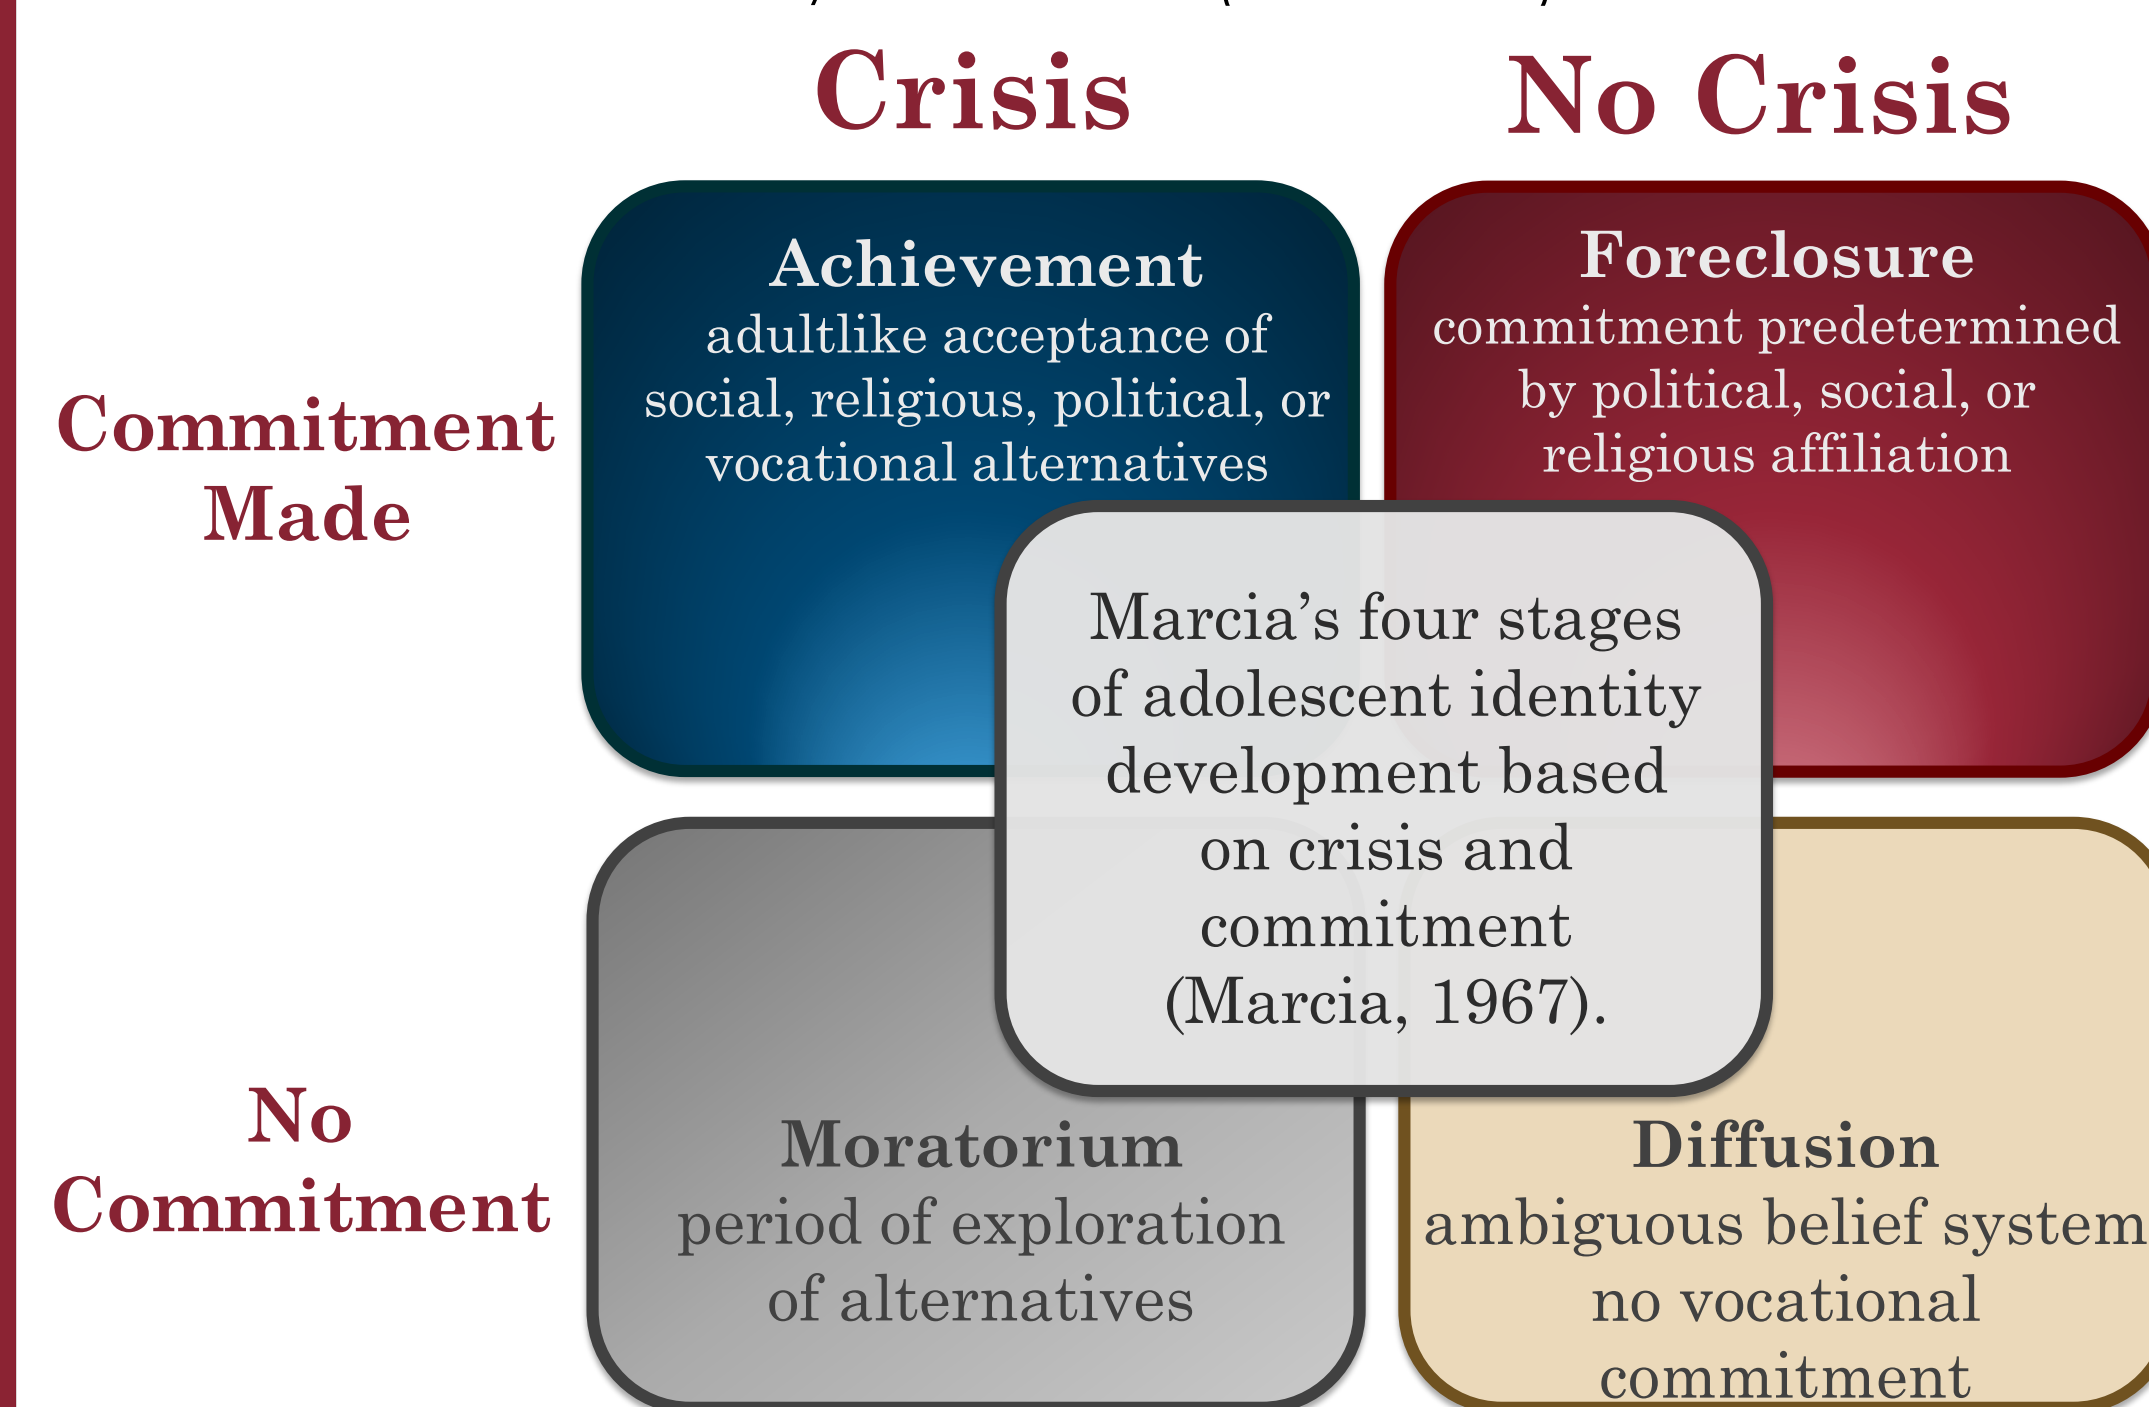 Crisis
No Crisis
Commitment
Made
Achievement
adultlike acceptance of
social, religious, political, or
vocational alternatives
Foreclosure
commitment predetermined
by political, social, or
religious affiliation
Marcia’s four stages
of adolescent identity
development based
on crisis and
commitment
(Marcia, 1967).
No
Commitment
Moratorium
period of exploration
of alternatives
Diffusion
ambiguous belief system
no vocational
commitment